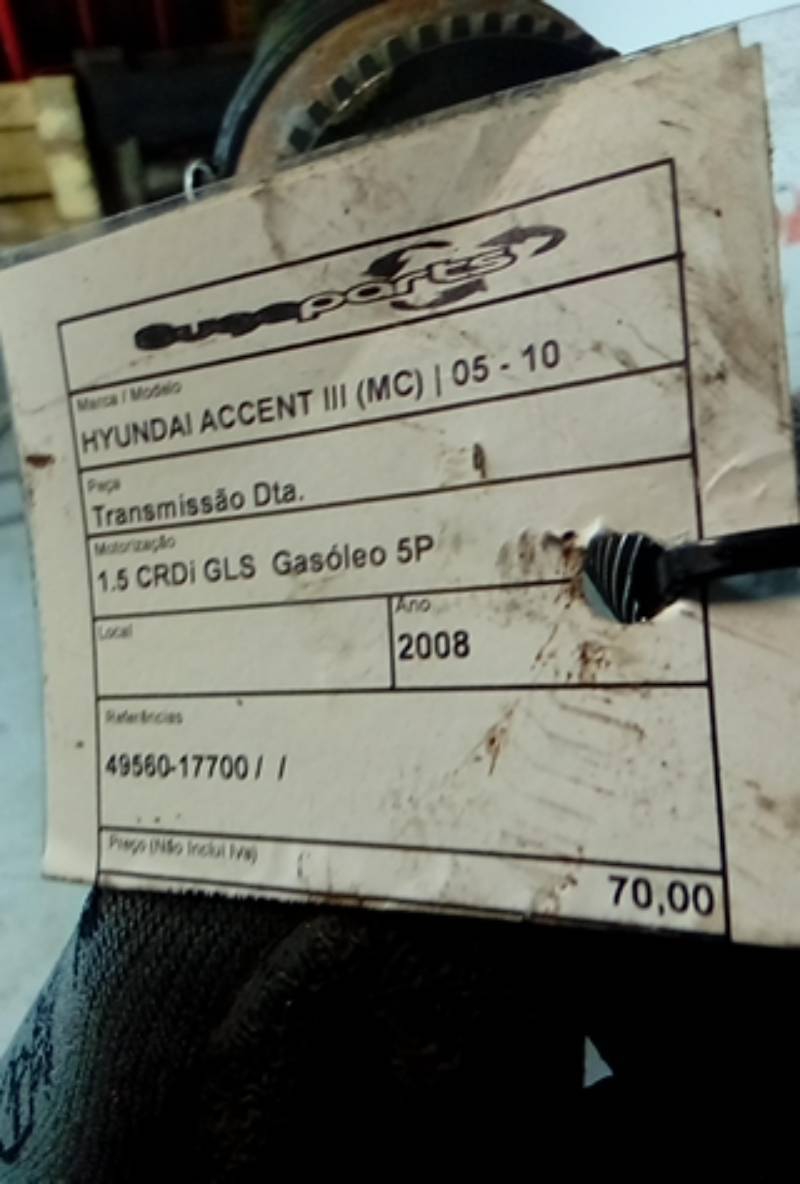 parts
Marca / Modelo
HYUNDAI ACCENT III (MC) | 05 - 10
Peça
Transmissão Dta.
Motorização
1.5 CRDi GLS Gasóleo 5P
Local
Ano
2008
Referências
49560-17700 / /
Preço (Não Inclui Iva)
70,00